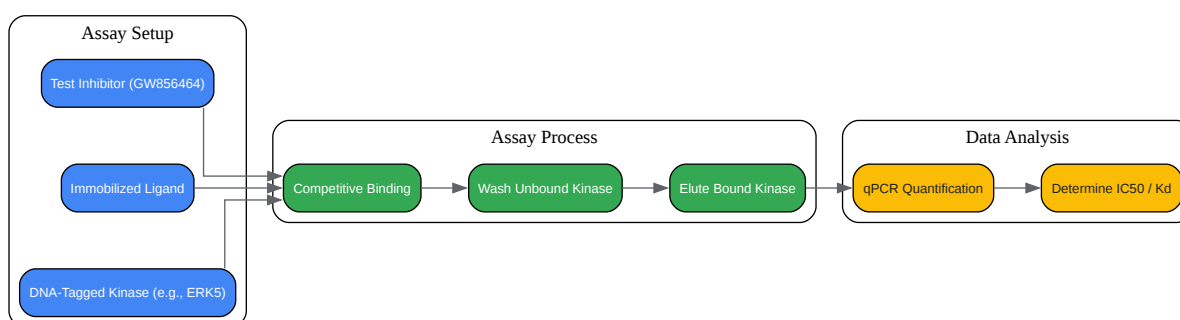 Assay Setup
Test Inhibitor (GW856464)
Immobilized Ligand
DNA-Tagged Kinase (e.g., ERK5)
Assay Process
Competitive Binding
Wash Unbound Kinase
Elute Bound Kinase
Data Analysis
qPCR Quantification
Determine IC50 / Kd